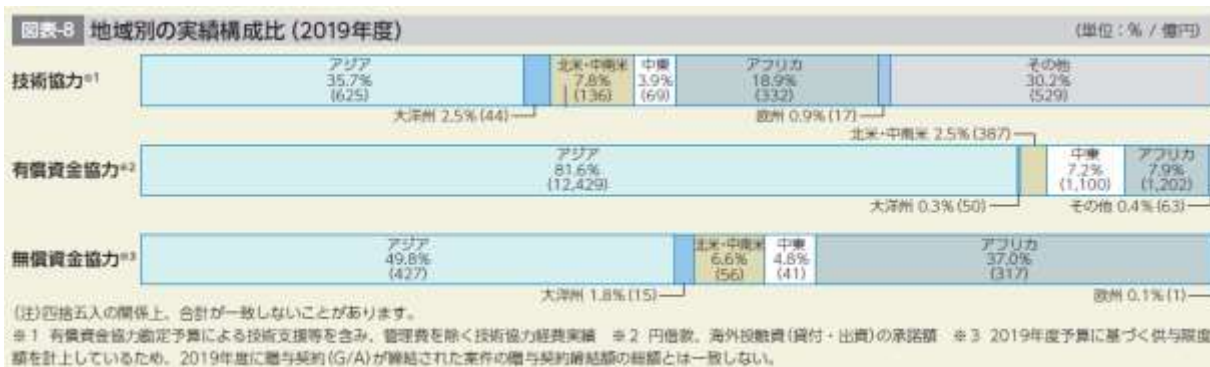 図表-8 地域別の実績構成比（2019年度） （単位：% / 億円）
技術協力※1
アジア
35.7%
(625)
大洋州 2.5%(44)
北米・中南米
7.8%
(136)
中東
3.9%
(69)
アフリカ
18.9%
(332)
欧州 0.9%(17)
その他
30.2%
(529)
有償資金協力※2
アジア
81.6%
(12,429)
大洋州 0.3%(50)
北米・中南米 2.5%(387)
中東
7.2%
(1,100)
アフリカ
7.9%
(1,202)
その他 0.4%(63)
無償資金協力※3
アジア
49.8%
(427)
大洋州 1.8%(15)
北米・中南米
6.6%
(56)
中東
4.8%
(41)
アフリカ
37.0%
(317)
欧州 0.1%(1)
(注)四捨五入の関係上、合計が一致しないことがあります。
※1 有償資金協力勘定予算による技術支援等を含み、管理費を除く技術協力経費実績 ※2 円借款、海外投融資(貸付・出資)の承諾額 ※3 2019年度予算に基づく供与限度
額を計上しているため、2019年度に贈与契約(G/A)が締結された案件の贈与契約締結額の総額とは一致しない。